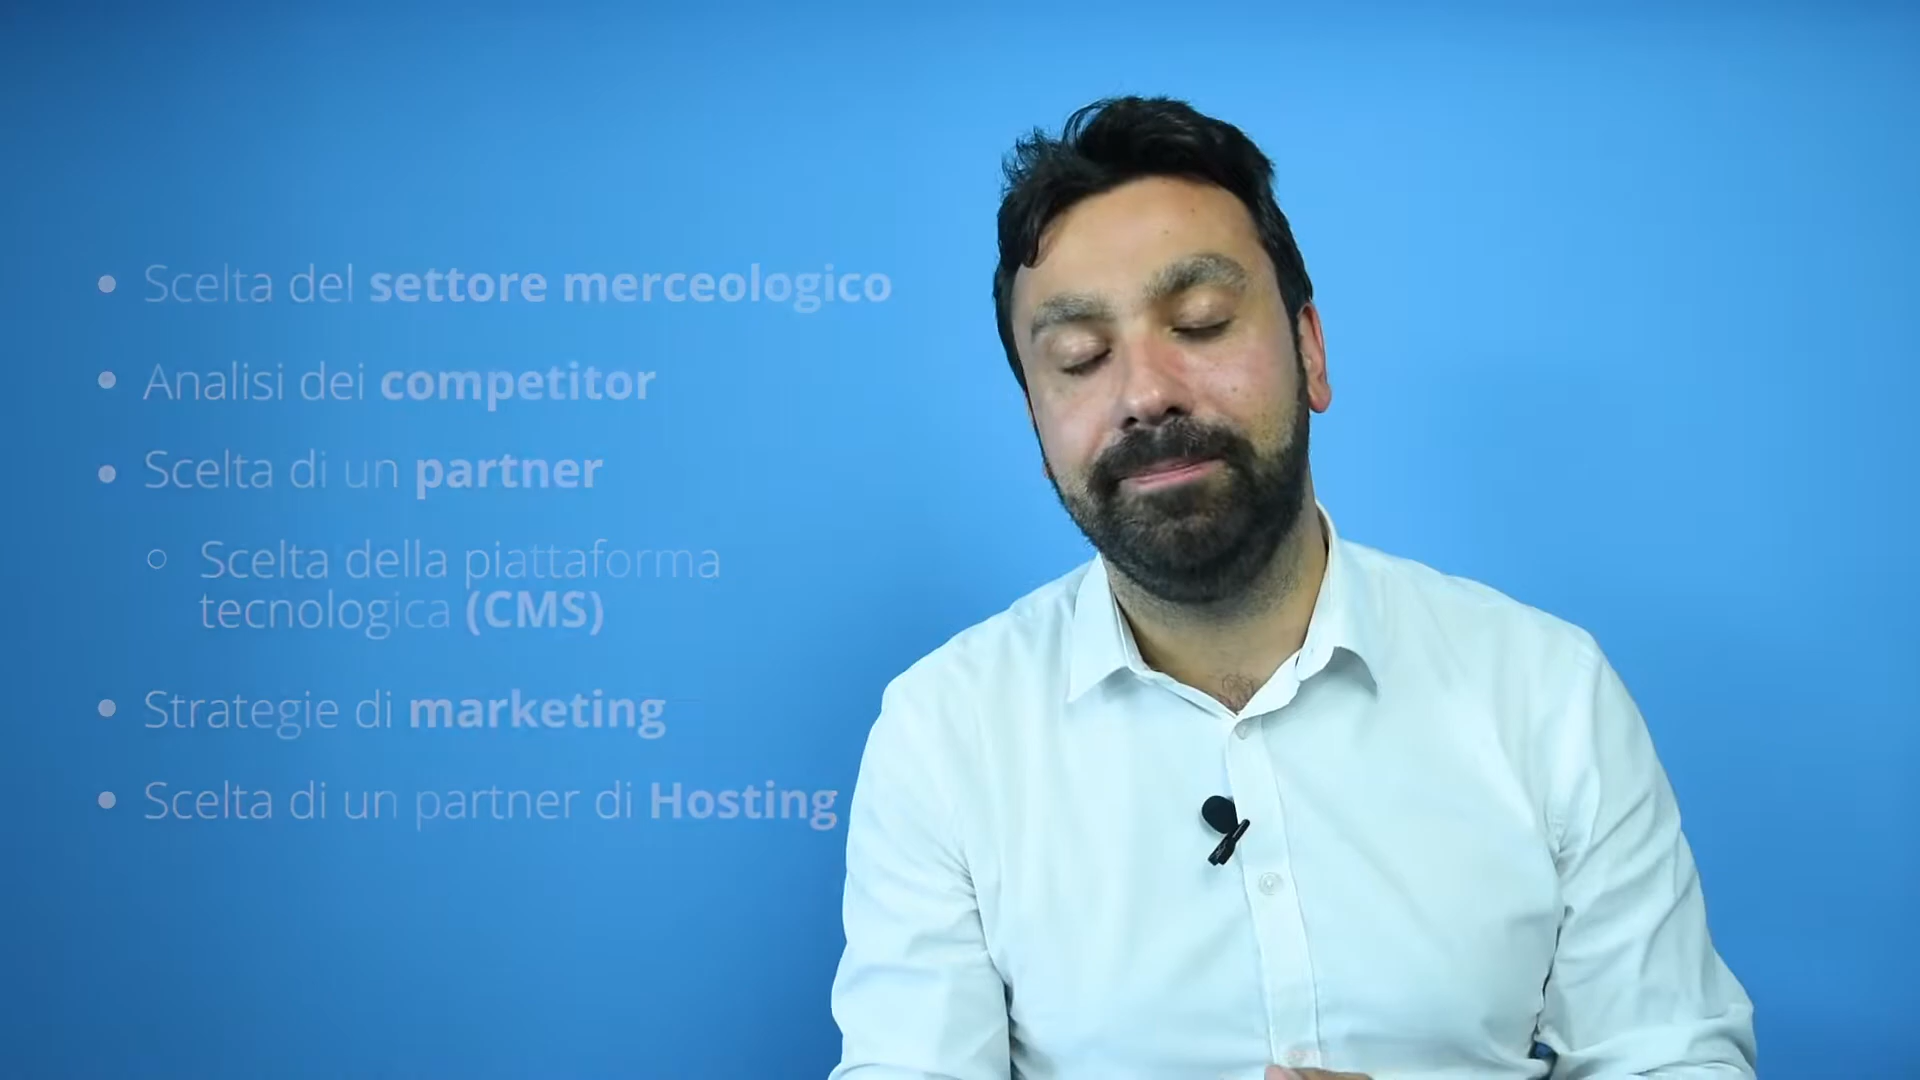 Scelta del settore merceologico
Analisi dei competitor
Scelta di un partner
Scelta della piattaforma
tecnologica (CMS)
Strategie di marketing
Scelta di un partner di Hosting